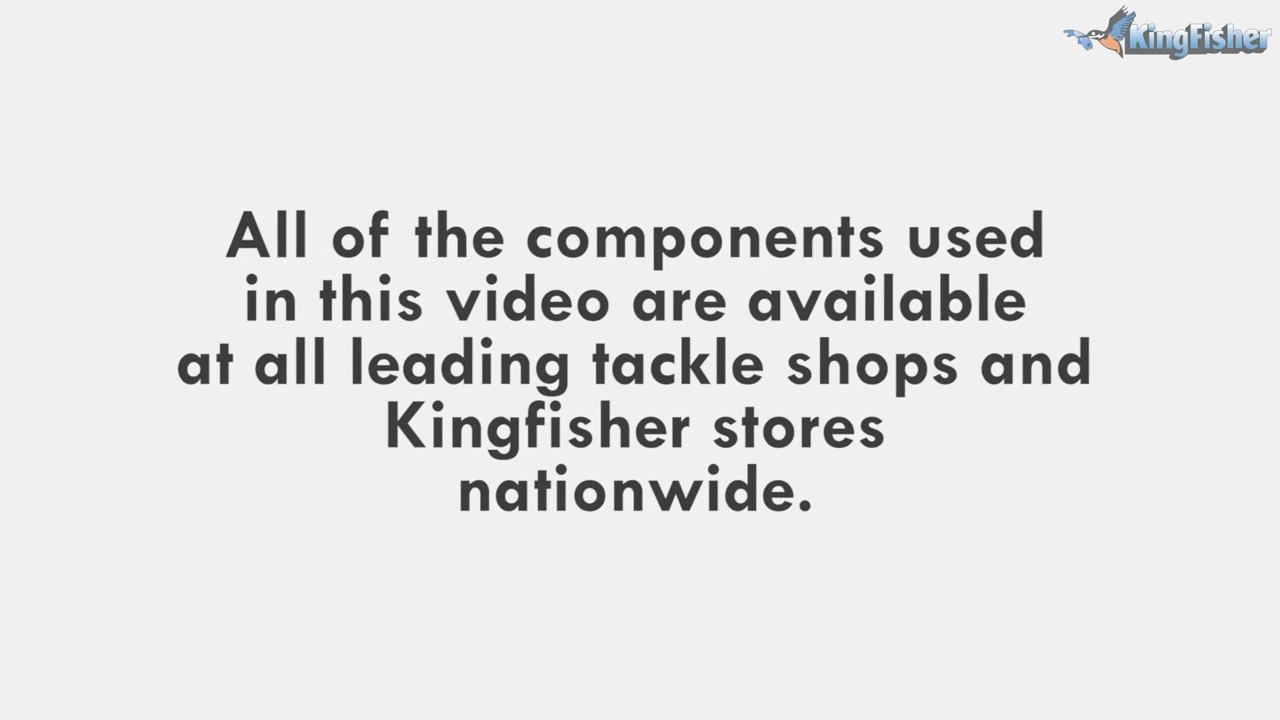 KingFisher
All of the components used
in this video are available
at all leading tackle shops and
Kingfisher stores
nationwide.